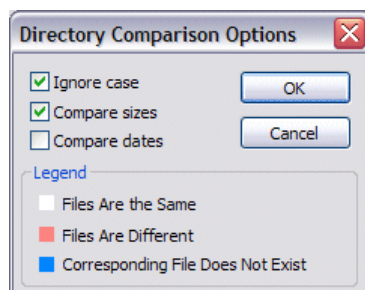 Directory Comparison Options
Ignore case
OK
Compare sizes
Cancel
Compare dates
Legend
Files Are the Same
Files Are Different
Corresponding File Does Not Exist